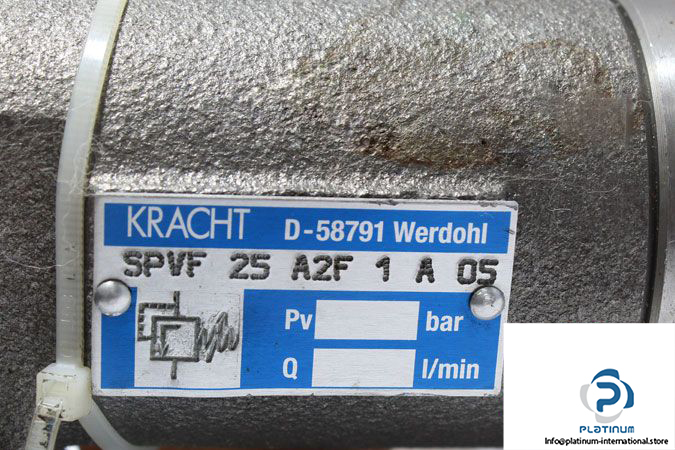 KRACHT D-58791 Werdohl
SPVF 25 A2F 1 A 05
Pv bar
Q l/min
PLATINUM
Info@platinum-international.store